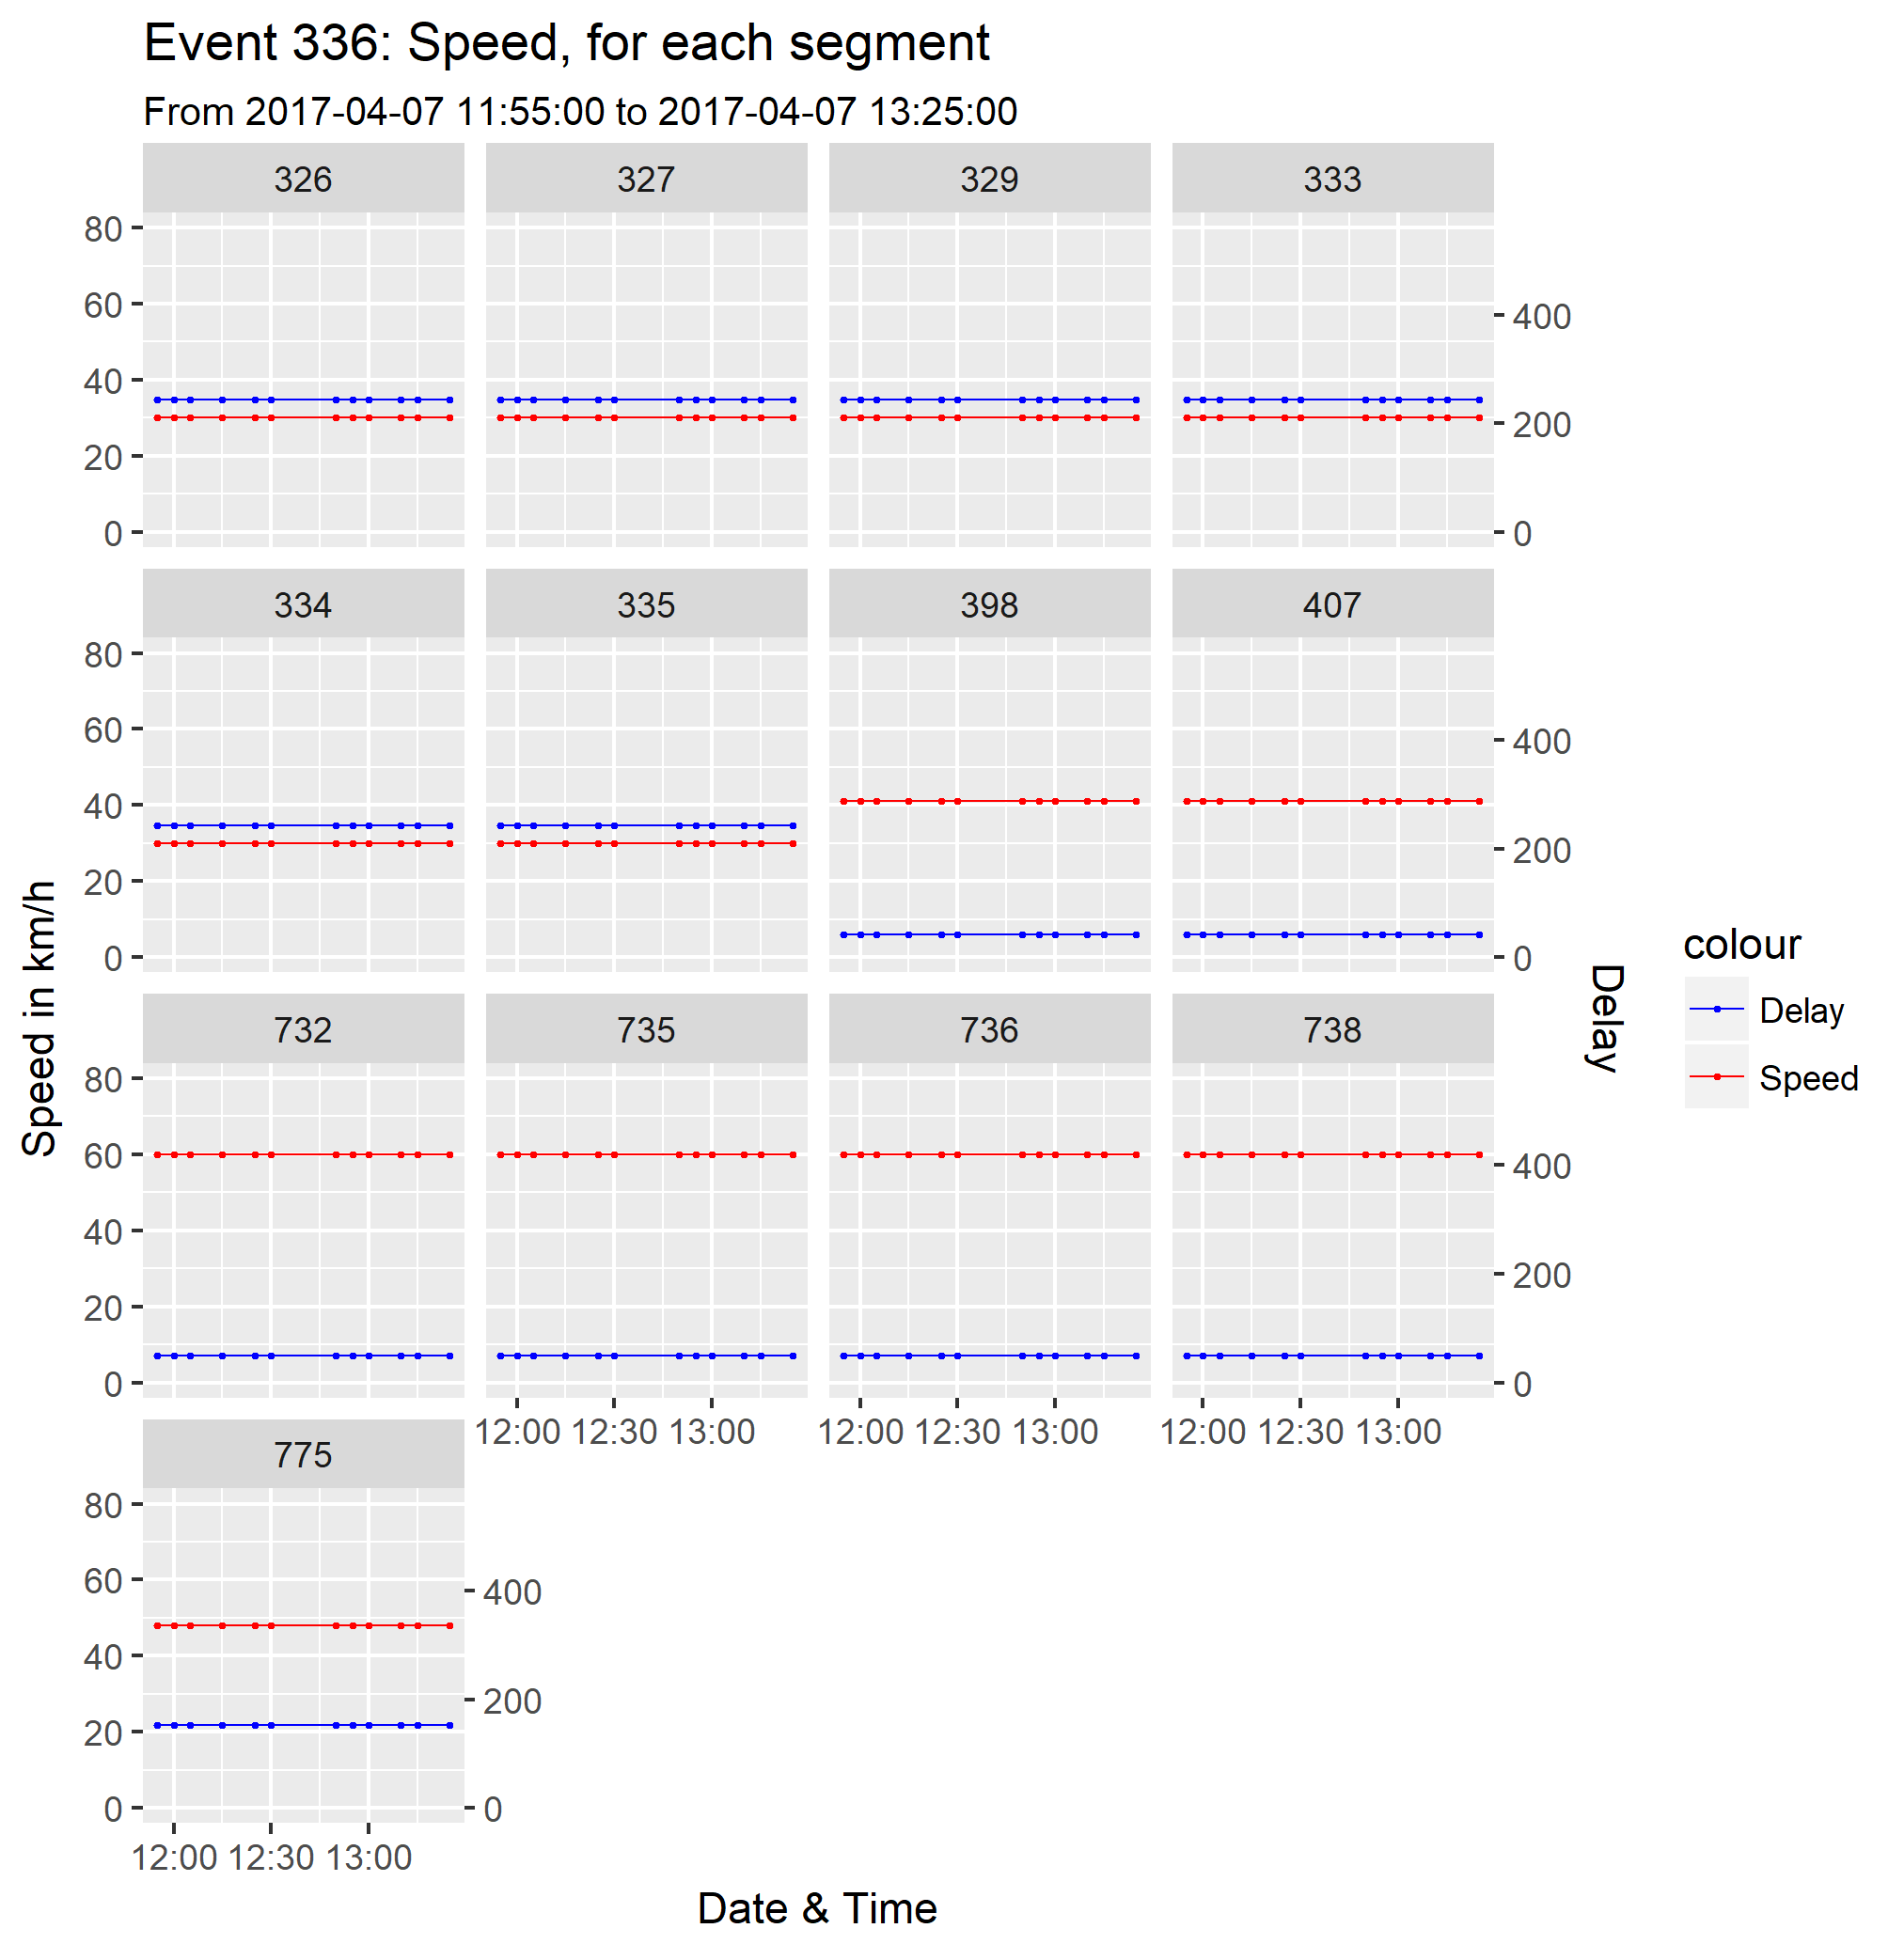 Event 336: Speed, for each segment
From 2017-04-07 11:55:00 to 2017-04-07 13:25:00
326 327 329 333
80
60
40
20
0
400
200
0
334 335 398 407
80
60
40
20
0
400
200
0
732 735 736 738
80
60
40
20
0
400
200
0
12:00 12:30 13:00 12:00 12:30 13:00 12:00 12:30 13:00
775
80
60
40
20
0
400
200
0
12:00 12:30 13:00
Date & Time
Speed in km/h
Delay
colour
Delay
Speed